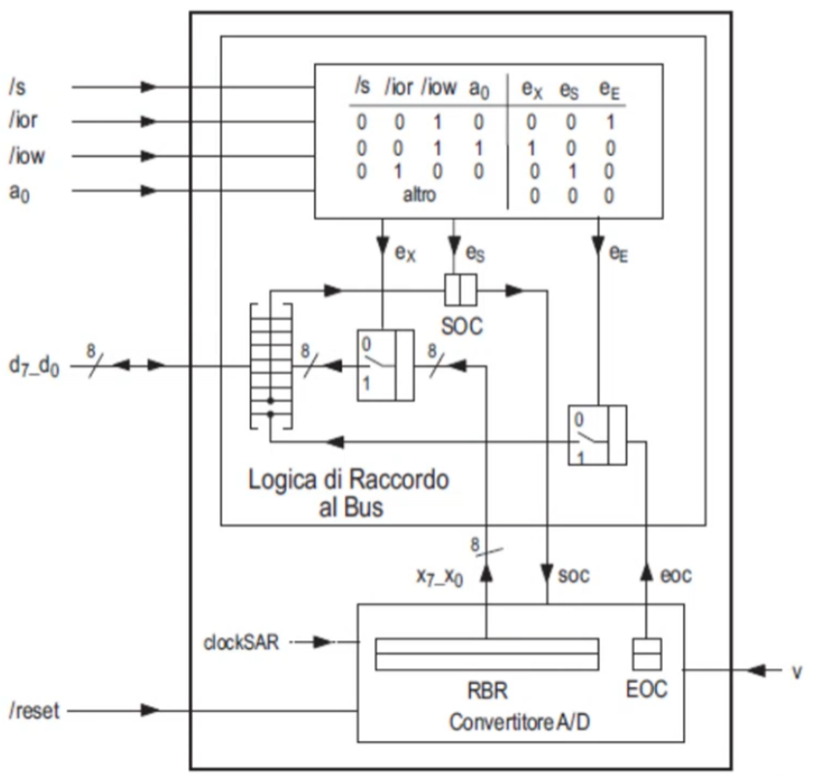 /s /ior /iow a0 eX eS eE
/s
0 0 1 0 0 0 1
/ior
0 0 1 1 1 0 0
/iow
0 1 0 0 0 1 0
a0
altro 0 0 0
eX
eS
eE
SOC
0
1
8
8
8
d7_d0
0
1
Logica di Raccordo
al Bus
8
x7_x0
soc
eoc
clockSAR
v
RBR
EOC
/reset
Convertitore A/D